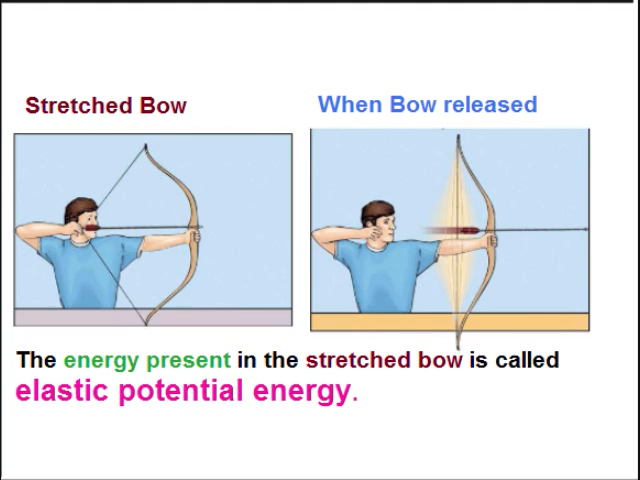 Stretched Bow
When Bow released
The energy present in the stretched bow is called
elastic potential energy.